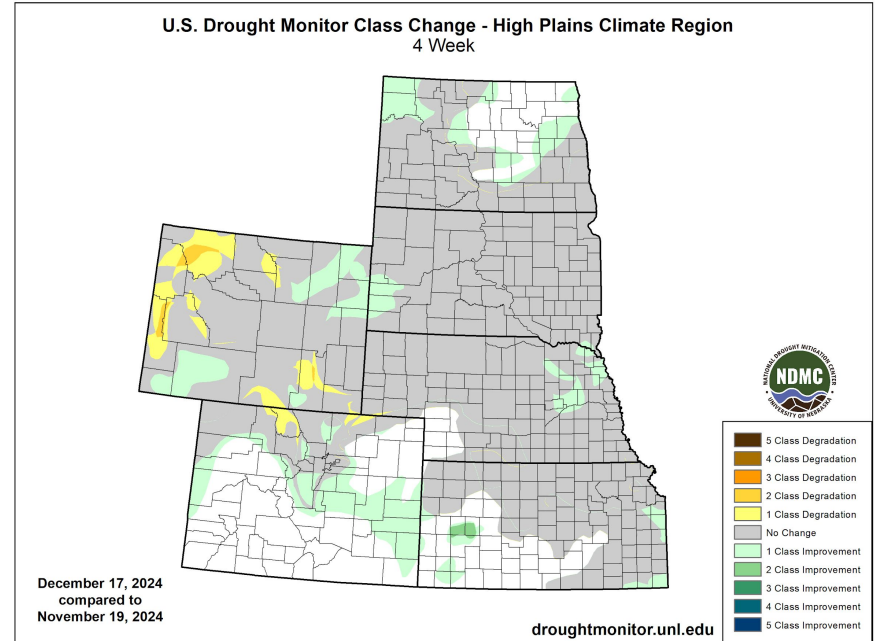 U.S. Drought Monitor Class Change - High Plains Climate Region
4 Week
NATIONAL DROUGHT MITIGATION CENTER
NDMC
UNIVERSITY OF NEBRASKA
5 Class Degradation
4 Class Degradation
3 Class Degradation
2 Class Degradation
1 Class Degradation
No Change
1 Class Improvement
2 Class Improvement
3 Class Improvement
4 Class Improvement
5 Class Improvement
December 17, 2024
compared to
November 19, 2024
droughtmonitor.unl.edu